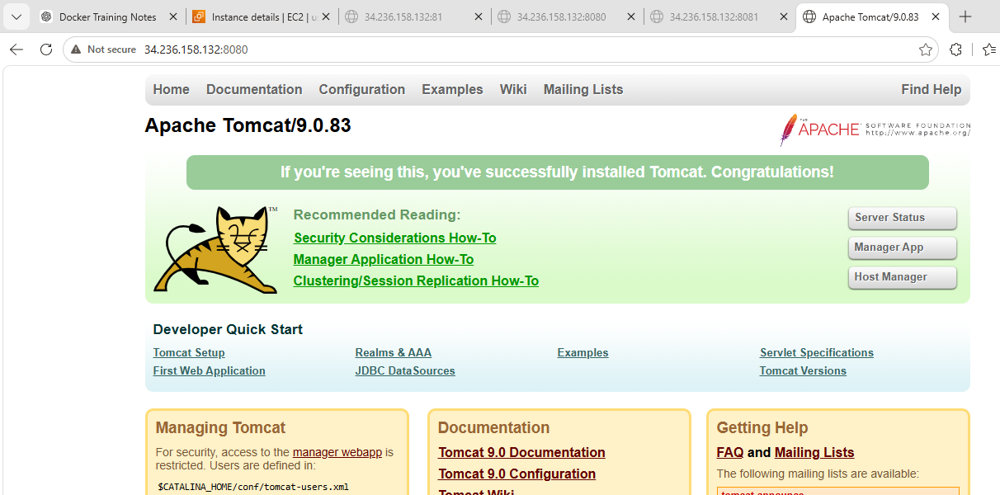 Docker Training Notes
Instance details | EC2 | u
34.236.158.132:81
34.236.158.132:8080
34.236.158.132:8081
Apache Tomcat/9.0.83
Not secure 34.236.158.132:8080
Home Documentation Configuration Examples Wiki Mailing Lists Find Help
Apache Tomcat/9.0.83
THE
APACHE SOFTWARE FOUNDATION
http://www.apache.org/
If you're seeing this, you've successfully installed Tomcat. Congratulations!
TM
Recommended Reading:
Security Considerations How-To
Manager Application How-To
Clustering/Session Replication How-To
Server Status
Manager App
Host Manager
Developer Quick Start
Tomcat Setup
First Web Application
Realms & AAA
JDBC DataSources
Examples
Servlet Specifications
Tomcat Versions
Managing Tomcat
For security, access to the manager webapp is
restricted. Users are defined in:
$CATALINA_HOME/conf/tomcat-users.xml
Documentation
Tomcat 9.0 Documentation
Tomcat 9.0 Configuration
Tomcat Wiki
Getting Help
FAQ and Mailing Lists
The following mailing lists are available:
tomcat-announce